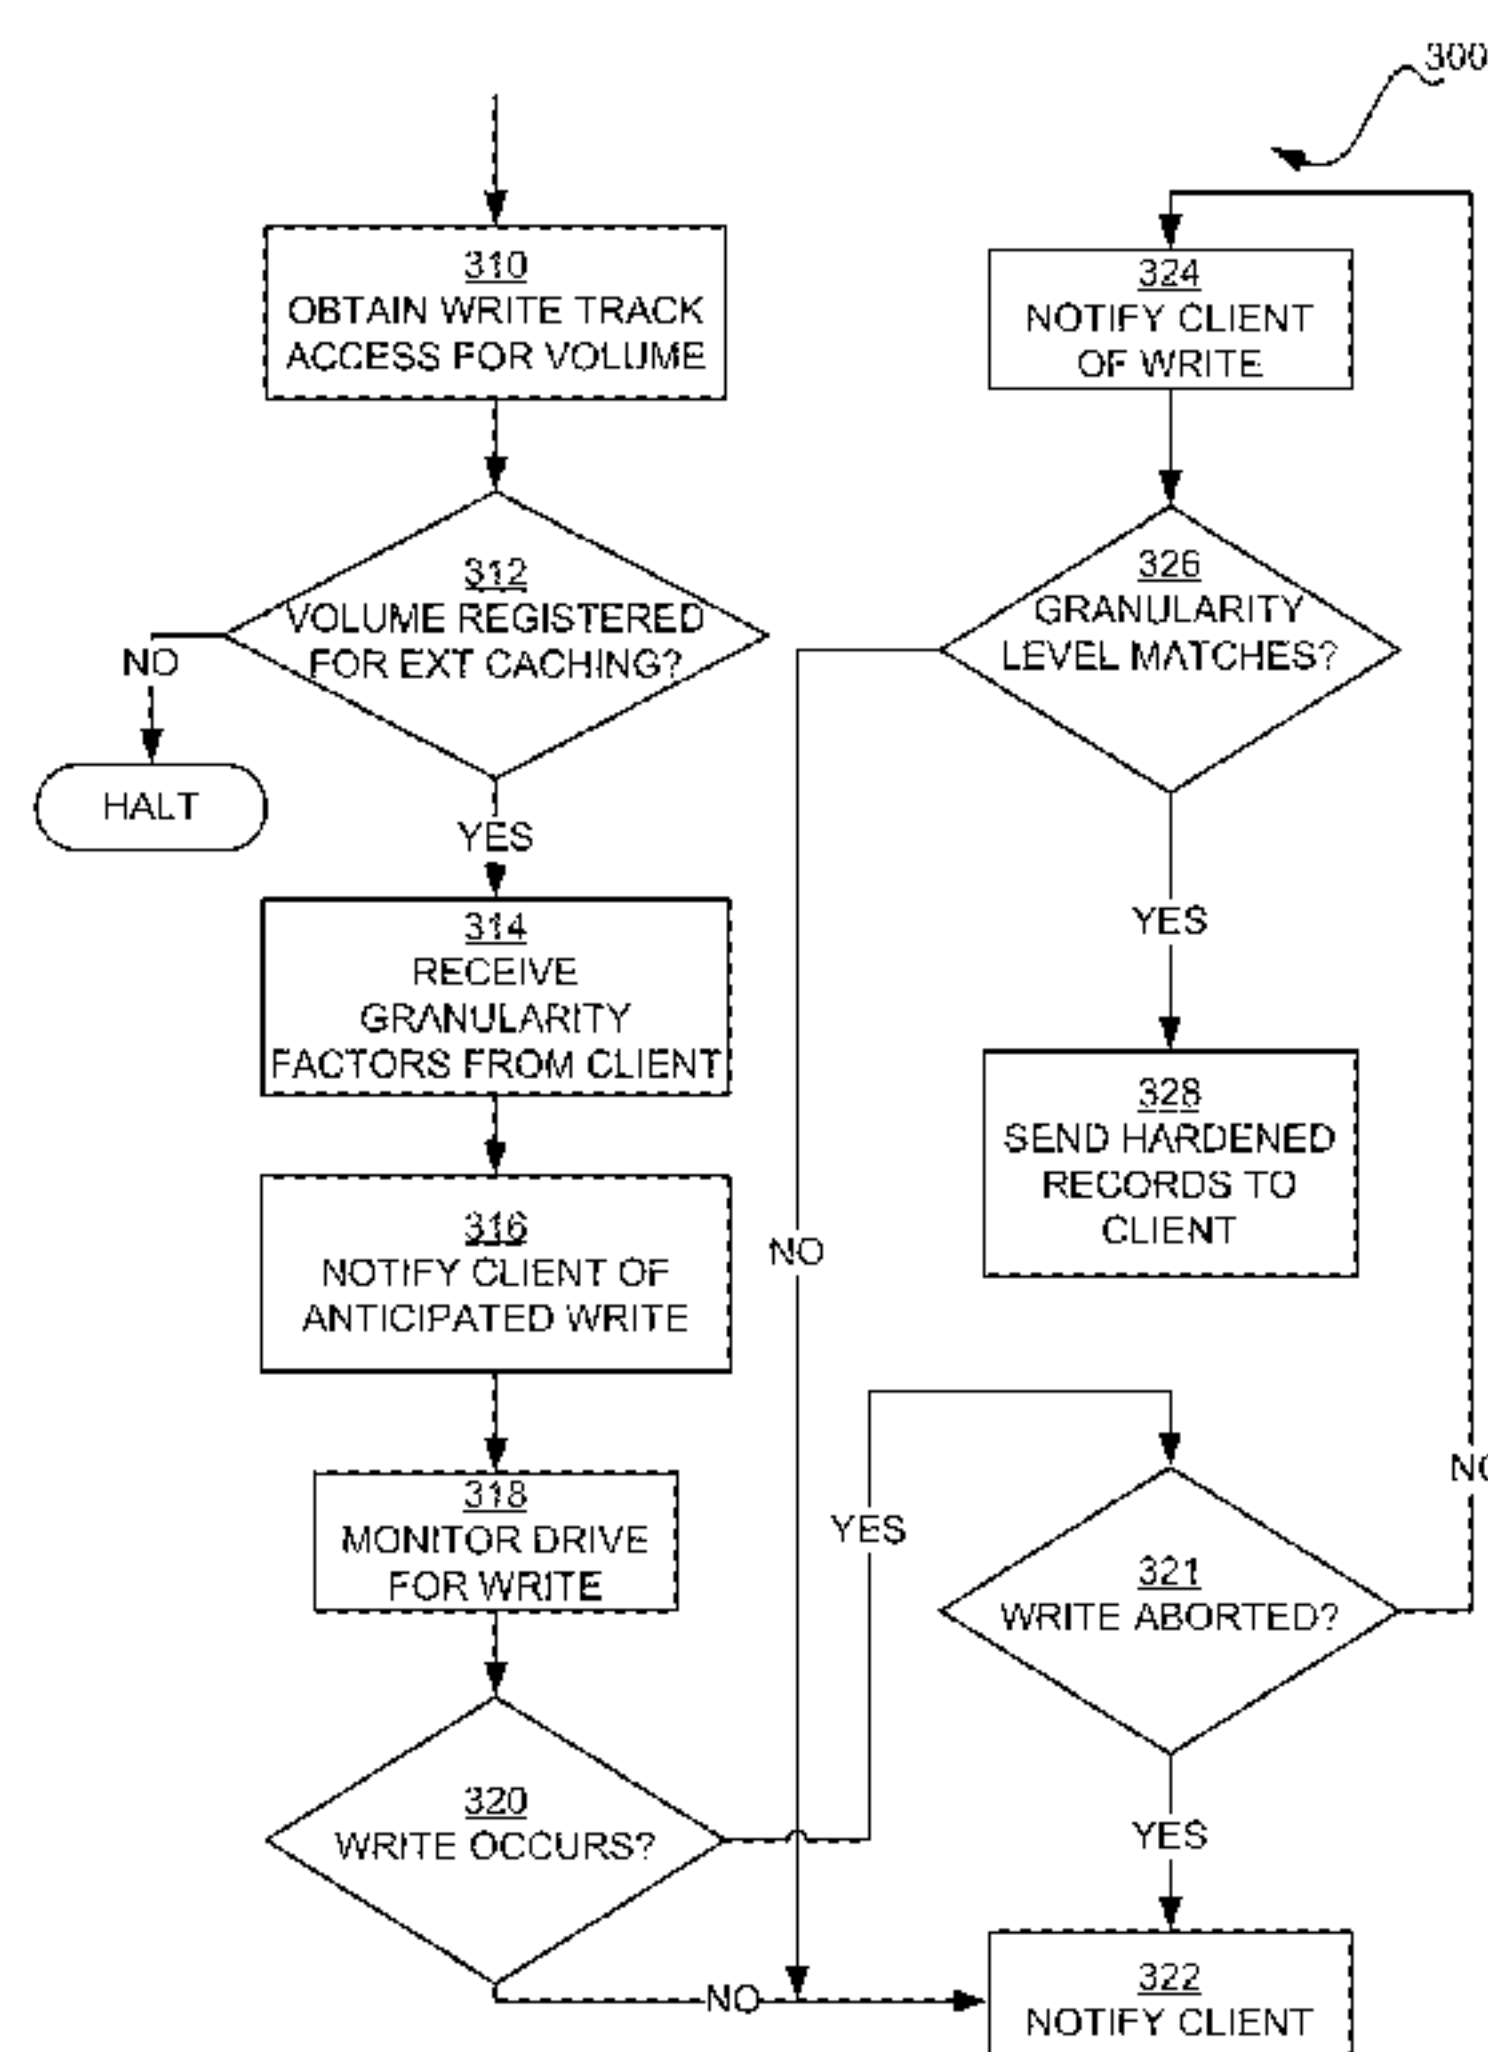 300
310
OBTAIN WRITE TRACK
ACCESS FOR VOLUME
312
VOLUME REGISTERED
FOR EXT CACHING?
NO
HALT
YES
314
RECEIVE
GRANULARITY
FACTORS FROM CLIENT
316
NOTIFY CLIENT OF
ANTICIPATED WRITE
318
MONITOR DRIVE
FOR WRITE
320
WRITE OCCURS?
NO
YES
324
NOTIFY CLIENT
OF WRITE
326
GRANULARITY
LEVEL MATCHES?
NO
YES
328
SEND HARDENED
RECORDS TO
CLIENT
321
WRITE ABORTED?
NO
YES
322
NOTIFY CLIENT